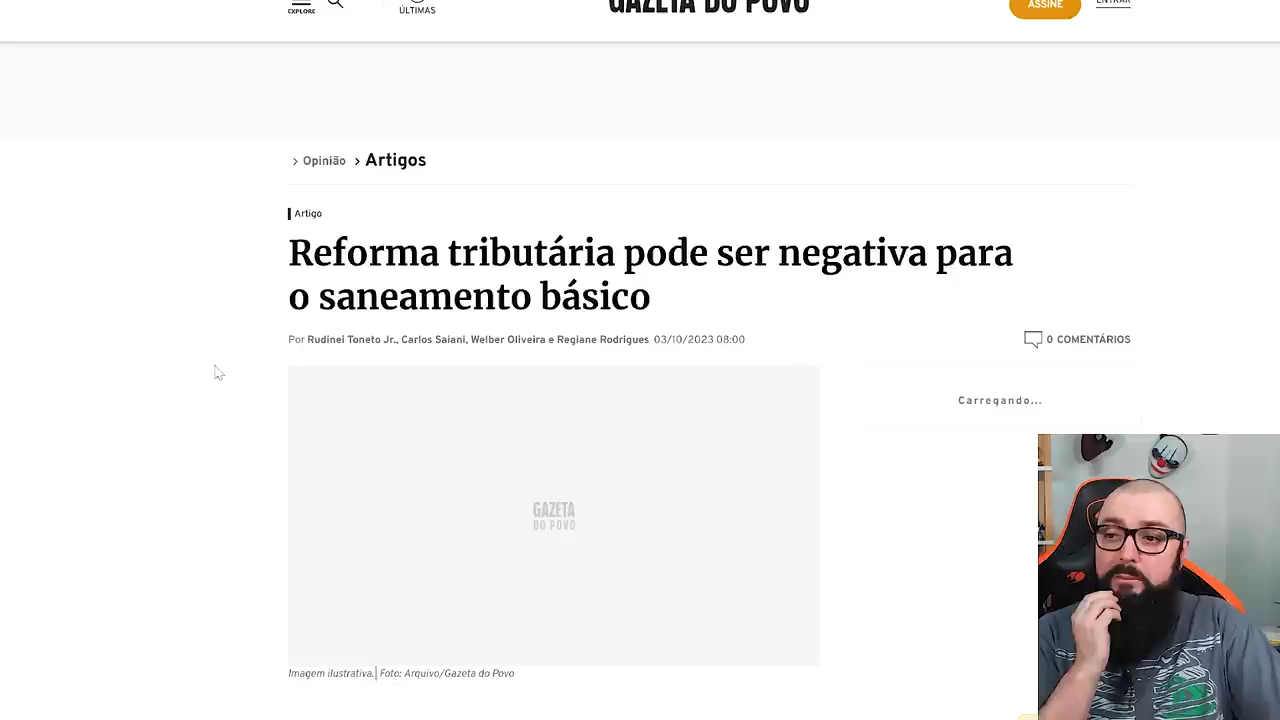 EXPLORE
ÚLTIMAS
GAZETA DO POVO
ASSINE
ENTRAR
Opinião
Artigos
Artigo
Reforma tributária pode ser negativa para
o saneamento básico
Por Rudinei Toneto Jr., Carlos Saiani, Welber Oliveira e Regiane Rodrigues 03/10/2023 08:00
0 COMENTÁRIOS
Carregando...
GAZETA
DO POVO
Imagem ilustrativa.| Foto: Arquivo/Gazeta do Povo